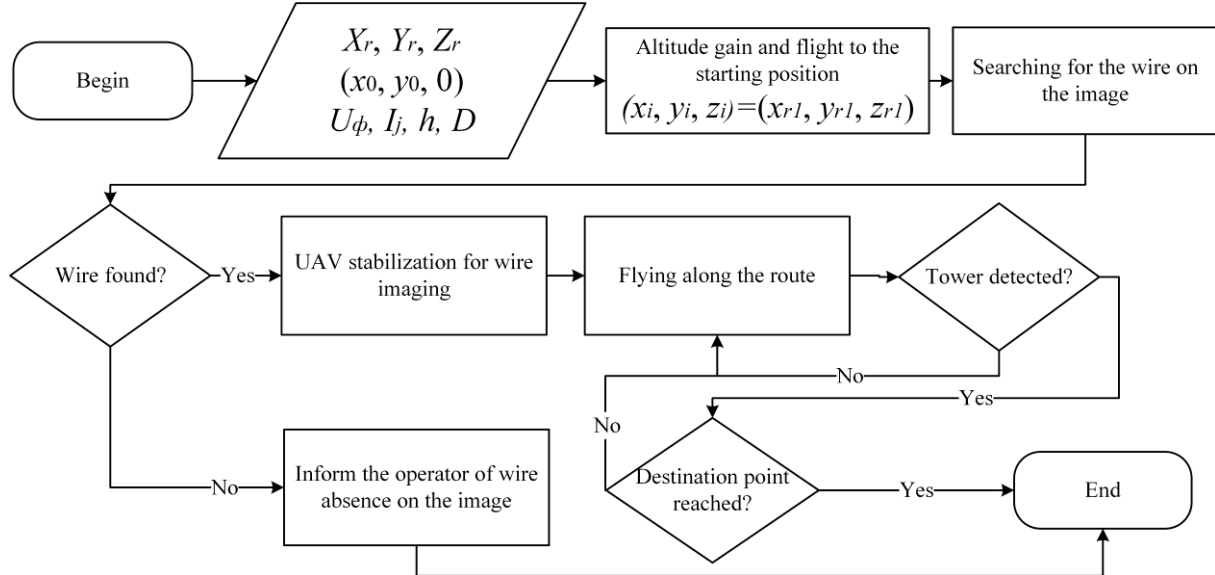 Begin
Xr, Yr, Zr
(x0, y0, 0)
Uф, Ij, h, D
Altitude gain and flight to the
starting position
(xi, yi, zi)=(xr1, yr1, zr1)
Searching for the wire on
the image
Wire found?
Yes
UAV stabilization for wire
imaging
Flying along the route
Tower detected?
No
Yes
No
No
Inform the operator of wire
absence on the image
Destination point
reached?
Yes
End